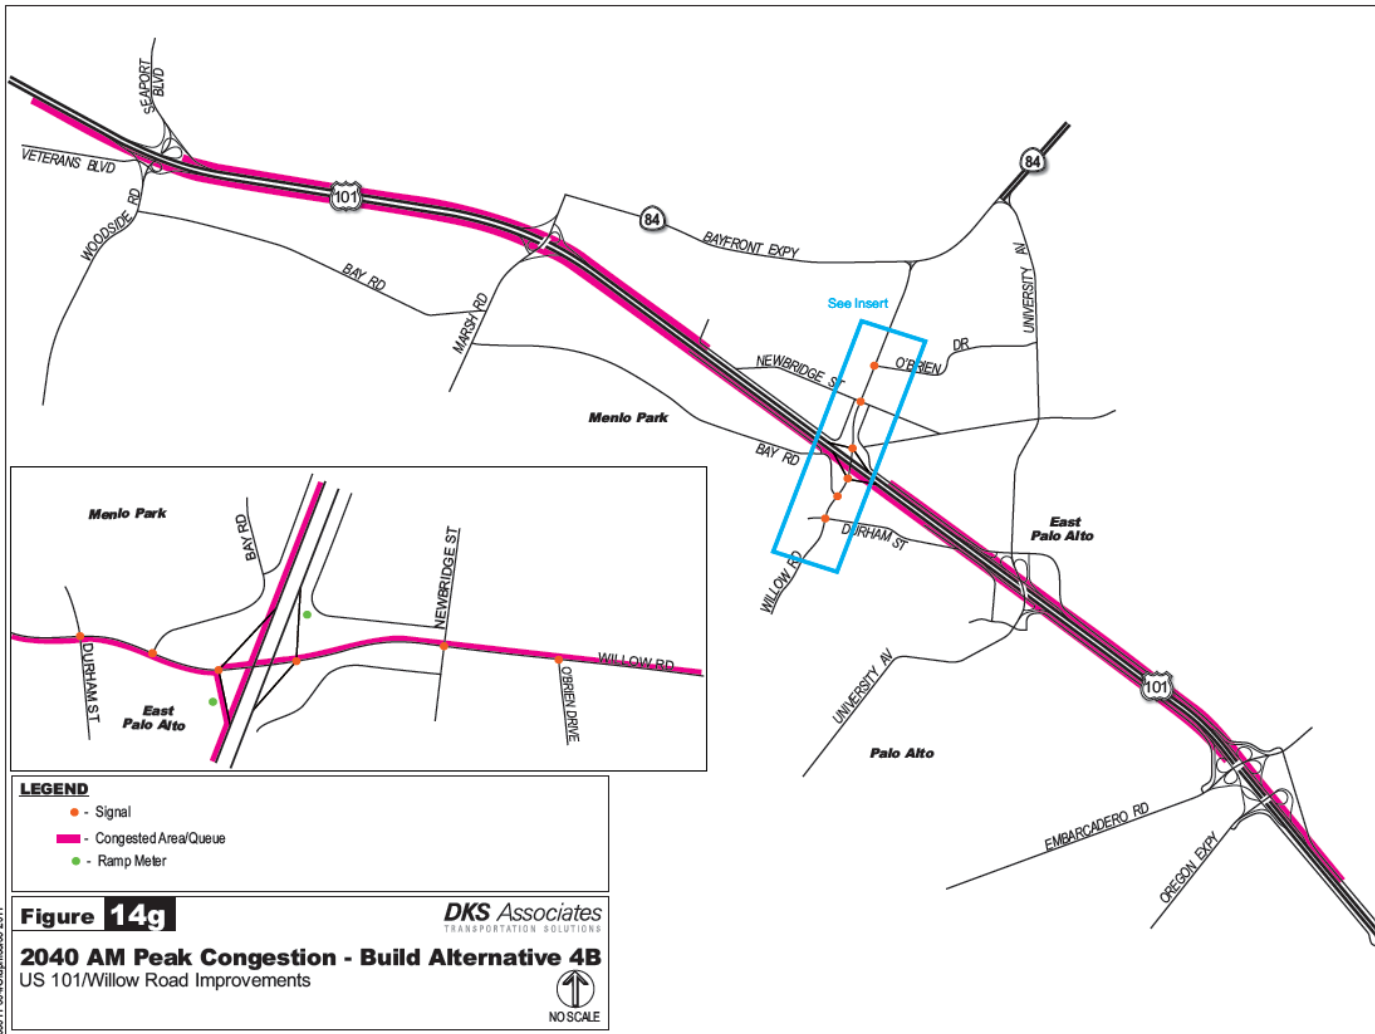 SEAPORT
BLVD
VETERANS BLVD
WOODSIDE RD
101
BAY RD
MARSH RD
84
BAYFRONT EXPY
84
UNIVERSITY AV
See Insert
NEWBRIDGE ST
O'BRIEN
DR
Menlo Park
BAY RD
DURHAM ST
WILLOW RD
East
Palo Alto
UNIVERSITY AV
101
Palo Alto
EMBARCADERO RD
OREGON EXPY
Menlo Park
BAY RD
NEWBRIDGE ST
DURHAM ST
East
Palo Alto
WILLOW RD
O'BRIEN DRIVE
LEGEND
- Signal
- Congested Area/Queue
- Ramp Meter
Figure 14g
DKS Associates
TRANSPORTATION SOLUTIONS
2040 AM Peak Congestion - Build Alternative 4B
US 101/Willow Road Improvements
NO SCALE